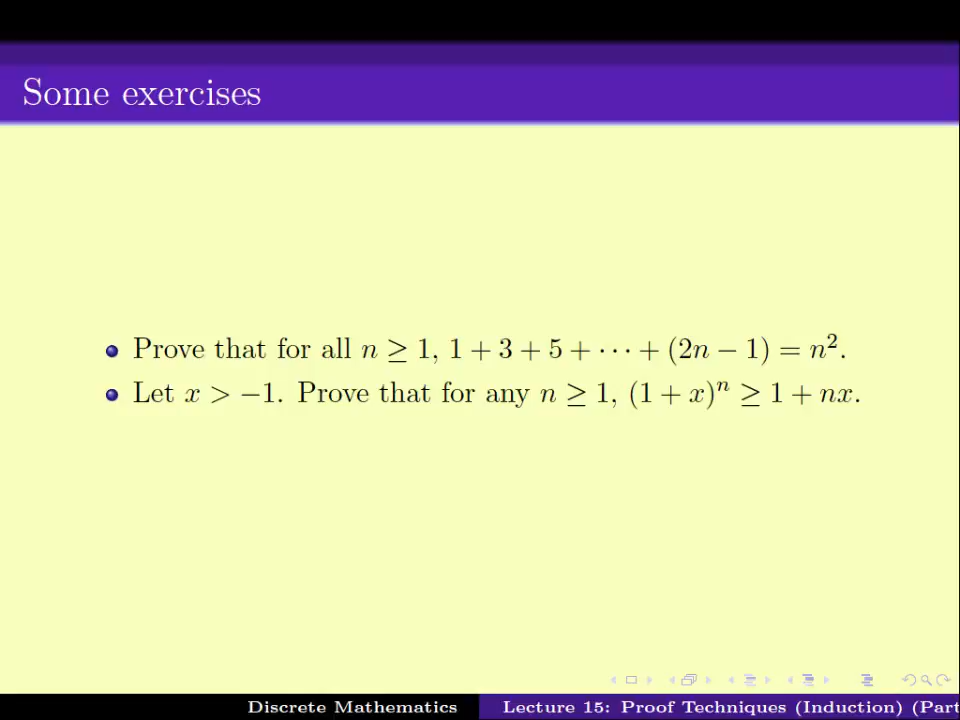 Some exercises
Prove that for all n ≥ 1, 1 + 3 + 5 + ⋯ + (2n − 1) = n².
Let x > −1. Prove that for any n ≥ 1, (1 + x)ⁿ ≥ 1 + nx.
Discrete Mathematics
Lecture 15: Proof Techniques (Induction) (Part